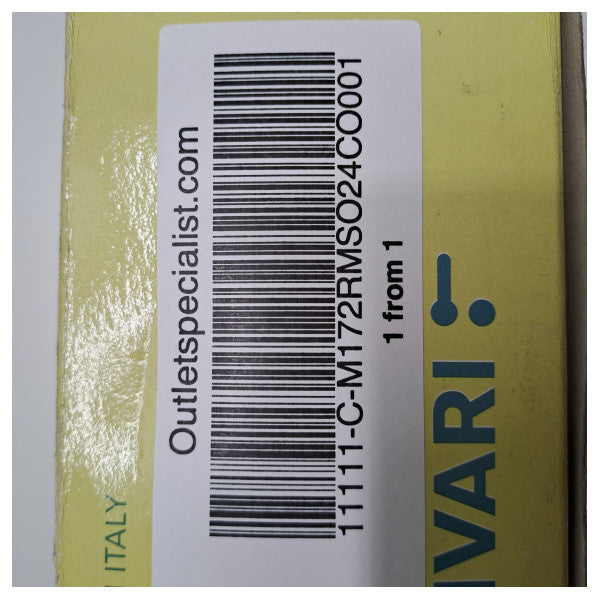 Outletspecialist.com
11111-C-M172RMSO24CO001
1 from 1
IVARI
ITALY